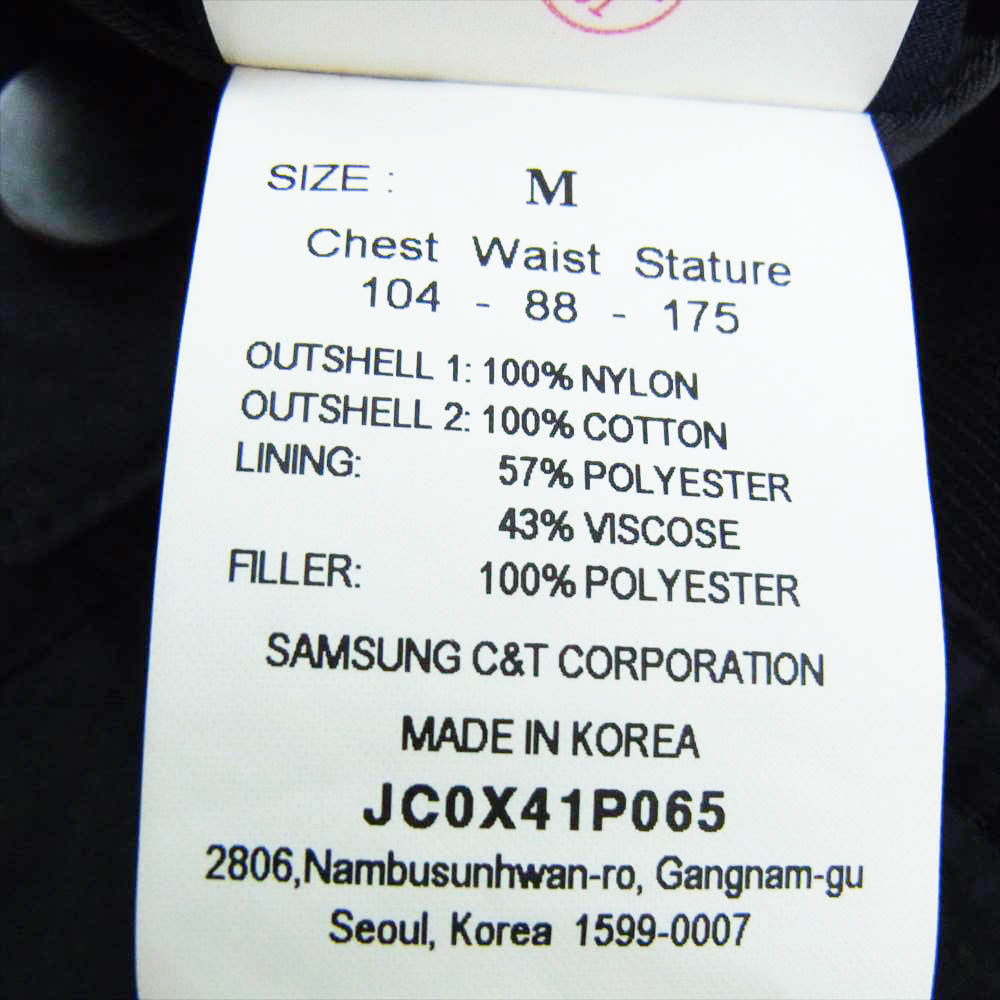 SIZE : M
Chest Waist Stature
104 - 88 - 175
OUTSHELL 1: 100% NYLON
OUTSHELL 2: 100% COTTON
LINING: 57% POLYESTER
43% VISCOSE
FILLER: 100% POLYESTER
SAMSUNG C&T CORPORATION
MADE IN KOREA
JC0X41P065
2806,Nambusunhwan-ro, Gangnam-gu
Seoul, Korea 1599-0007